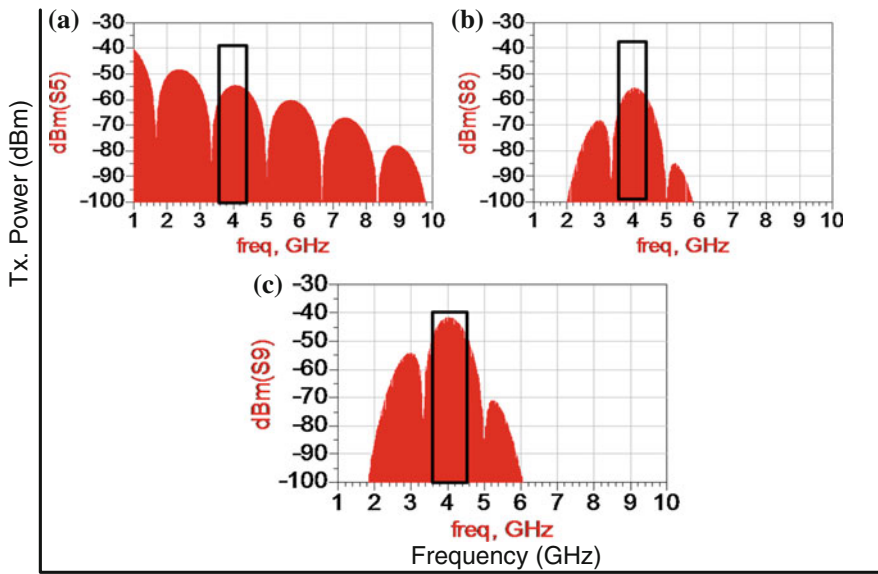 Tx. Power (dBm)
(a)
dBm(S5)
-30
-40
-50
-60
-70
-80
-90
-100
1 2 3 4 5 6 7 8 9 10
freq, GHz
(b)
dBm(S8)
-30
-40
-50
-60
-70
-80
-90
-100
1 2 3 4 5 6 7 8 9 10
freq, GHz
(c)
dBm(S9)
-30
-40
-50
-60
-70
-80
-90
-100
1 2 3 4 5 6 7 8 9 10
freq, GHz
Frequency (GHz)